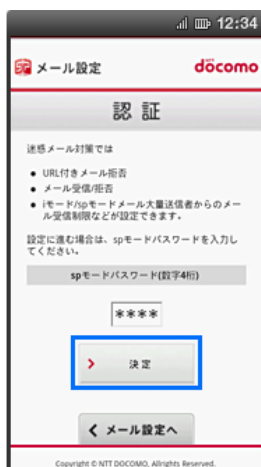 12:34
メール設定
döcomo
認証
迷惑メール対策では
● URL付きメール拒否
● メール受信/拒否
● iモード/spモードメール大量送信者からのメー
ル受信制限などが設定できます。
設定に進む場合は、spモードパスワードを入力し
てください。
spモードパスワード(数字4桁)
****
決定
メール設定へ
Copyright © NTT DOCOMO, Allrights Reserved.